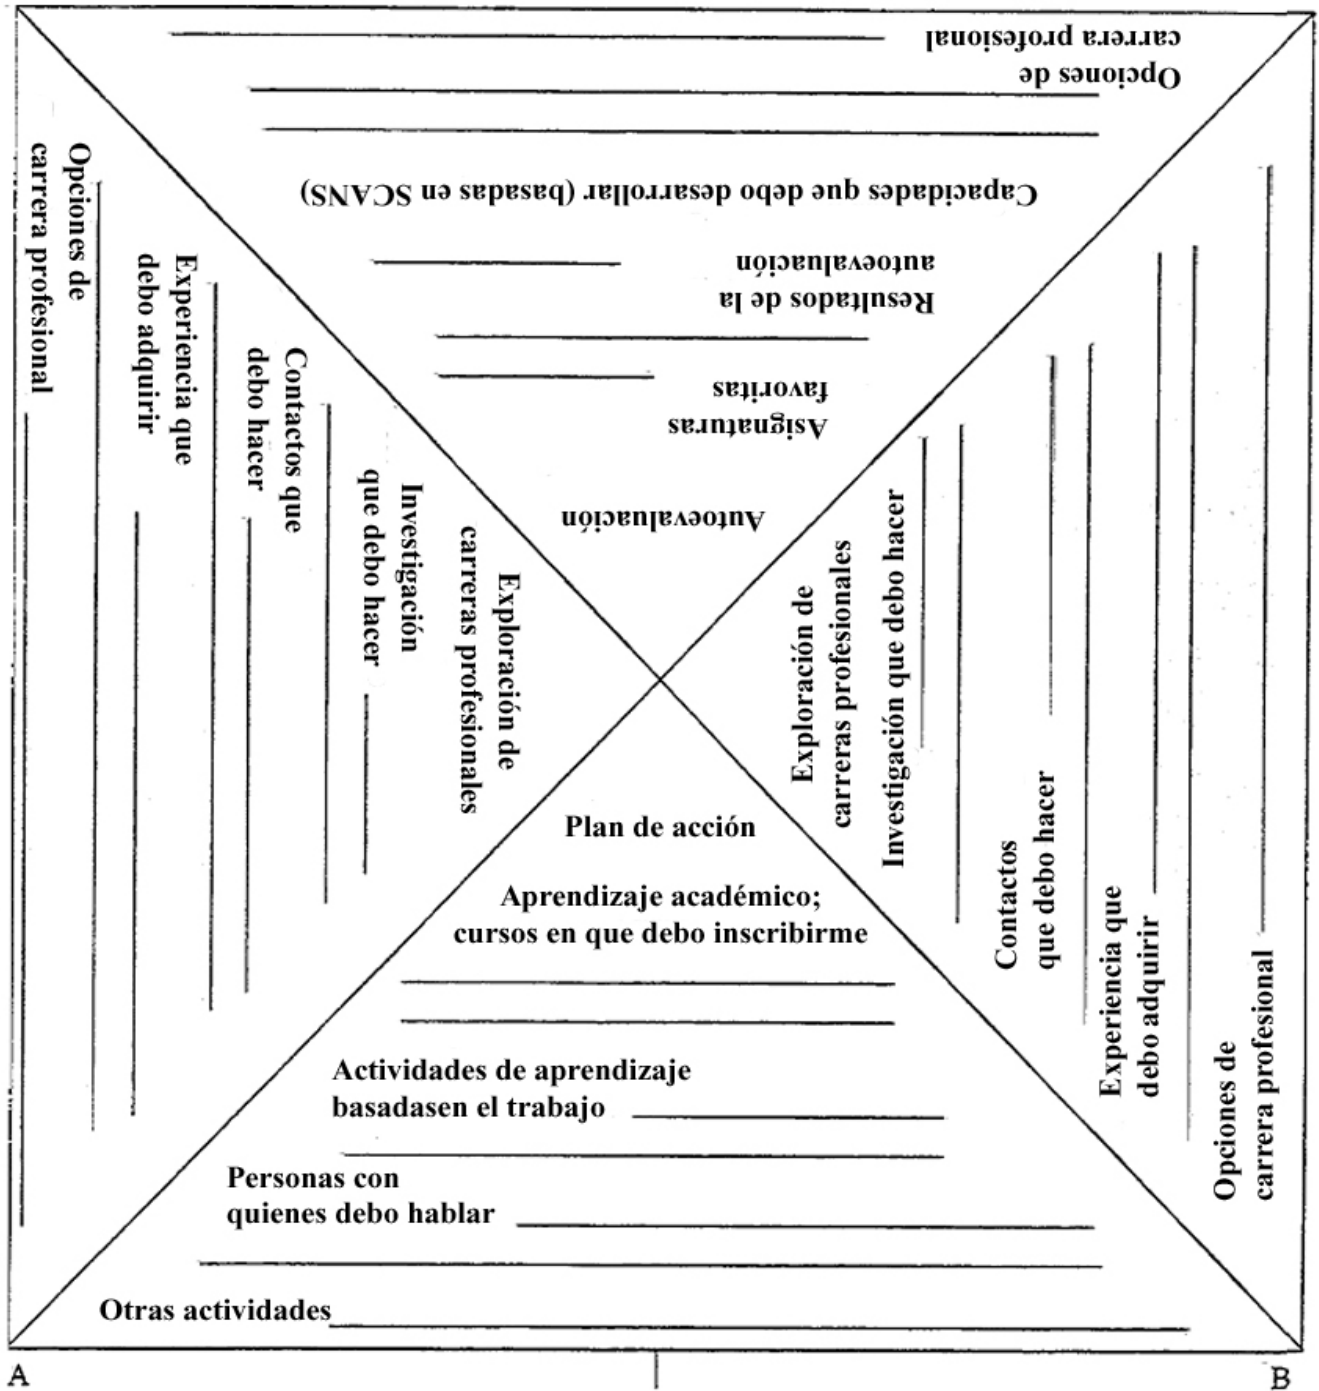 Autoevaluación
Asignaturas
favoritas
Resultados de la
autoevaluación
Capacidades que debo desarrollar (basadas en SCANS)
Opciones de
carrera profesional
Exploración de
carreras profesionales
Investigación
que debo hacer
Contactos que
debo hacer
Experiencia que
debo adquirir
Opciones de
carrera profesional
Exploración de
carreras profesionales
Investigación que debo hacer
Contactos
que debo hacer
Experiencia que
debo adquirir
Opciones de
carrera profesional
Plan de acción
Aprendizaje académico;
cursos en que debo inscribirme
Actividades de aprendizaje
basadasen el trabajo
Personas con
quienes debo hablar
Otras actividades
A
B